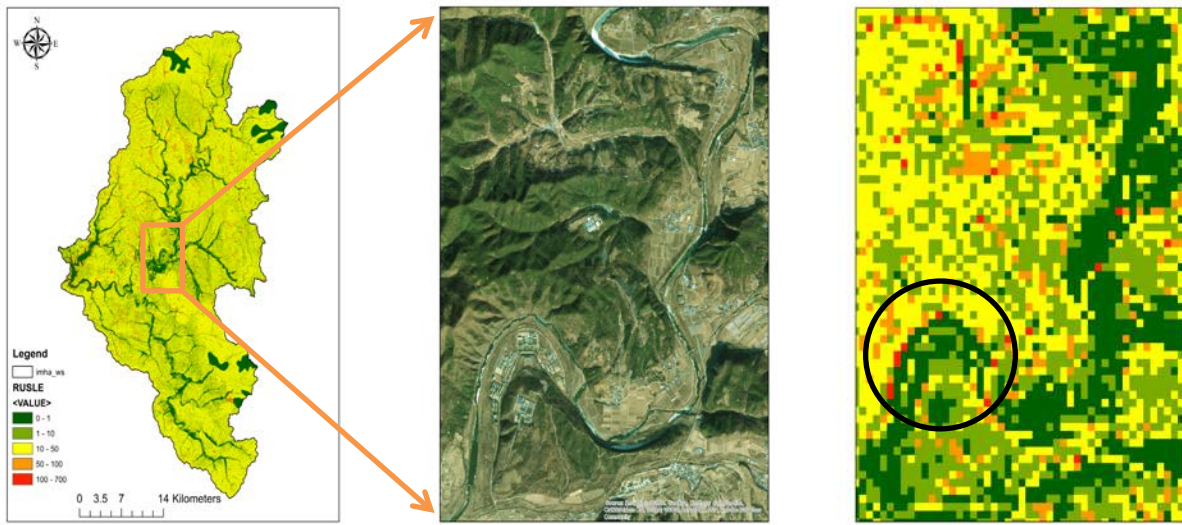 N
W E
S
Legend
imha_ws
RUSLE
<VALUE>
0 - 1
1 - 10
10 - 50
50 - 100
100 - 700
0 3.5 7 14 Kilometers
Community